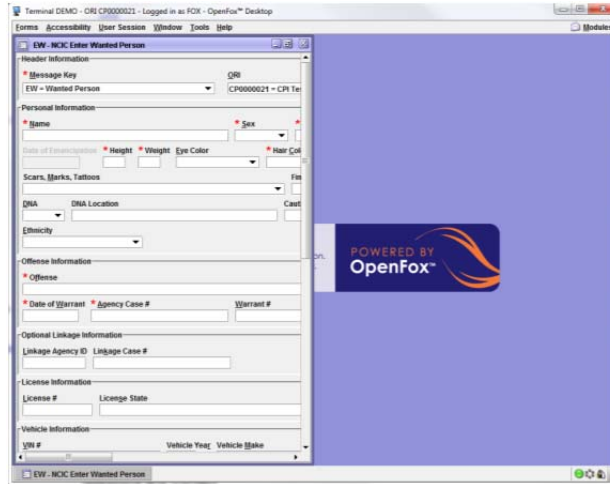 Terminal DEMO - ORI CP0000021 - Logged in as FOX - OpenFox™ Desktop
Forms Accessibility User Session Window Tools Help
Modules
EW - NCIC Enter Wanted Person
Header Information
* Message Key ORI
EW - Wanted Person CP0000021 - CPI Te
Personal Information
* Name * Sex *
Date of Emancipation * Height * Weight Eye Color * Hair Col
Scars, Marks, Tattoos Fin
DNA DNA Location Caut
Ethnicity
on.
POWERED BY
OpenFox™
Offense Information
* Offense
* Date of Warrant * Agency Case # Warrant #
Optional Linkage Information
Linkage Agency ID Linkage Case #
License Information
License # License State
Vehicle Information
VIN # Vehicle Year Vehicle Make
EW - NCIC Enter Wanted Person